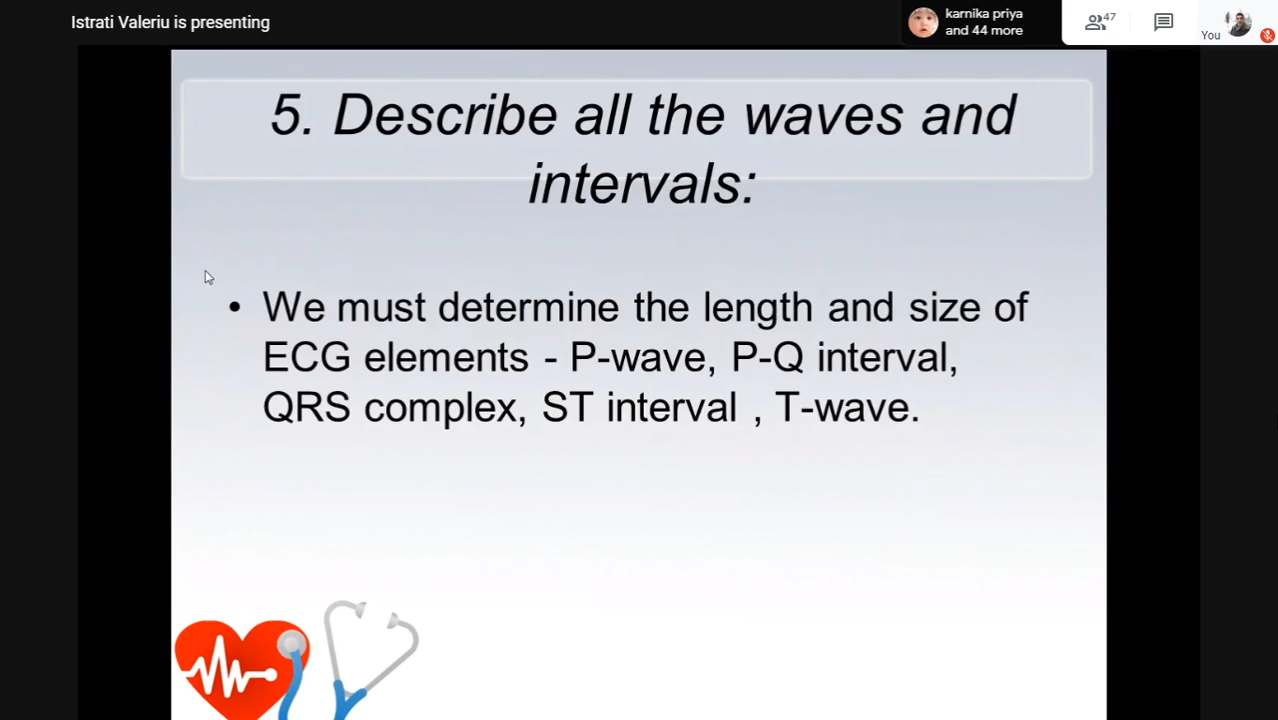 Istrati Valeriu is presenting
karnika priya
and 44 more
47
You
5. Describe all the waves and
intervals:
• We must determine the length and size of
ECG elements - P-wave, P-Q interval,
QRS complex, ST interval , T-wave.